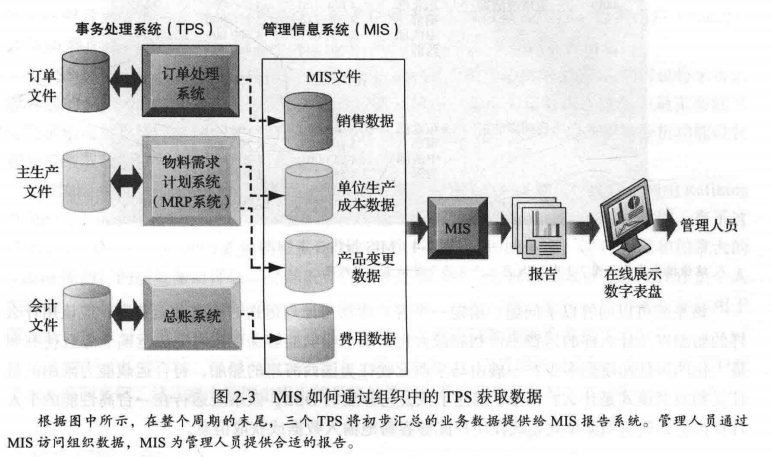 事务处理系统（TPS）
管理信息系统（MIS）
订单
文件
订单处理
系统
MIS文件
销售数据
主生产
文件
物料需求
计划系统
(MRP系统)
单位生产
成本数据
产品变更
数据
MIS
报告
在线展示
数字表盘
管理人员
会计
文件
总账系统
费用数据
图 2-3 MIS 如何通过组织中的 TPS 获取数据
根据图中所示，在整个周期的末尾，三个 TPS 将初步汇总的业务数据提供给 MIS 报告系统。管理人员通过
MIS 访问组织数据，MIS 为管理人员提供合适的报告。